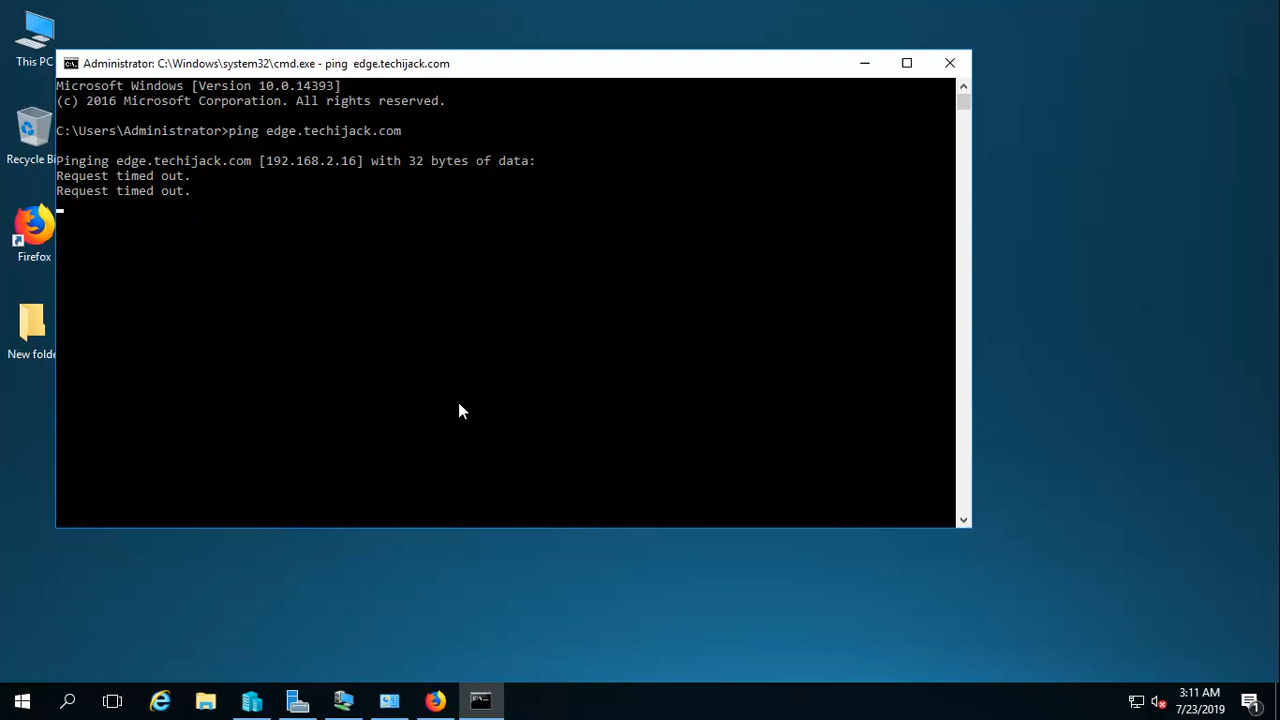 This PC
Recycle Bi
Firefox
New folde
Administrator: C:\Windows\system32\cmd.exe - ping  edge.techijack.com
Microsoft Windows [Version 10.0.14393]
(c) 2016 Microsoft Corporation. All rights reserved.
C:\Users\Administrator>ping edge.techijack.com
Pinging edge.techijack.com [192.168.2.16] with 32 bytes of data:
Request timed out.
Request timed out.
3:11 AM
7/23/2019
1